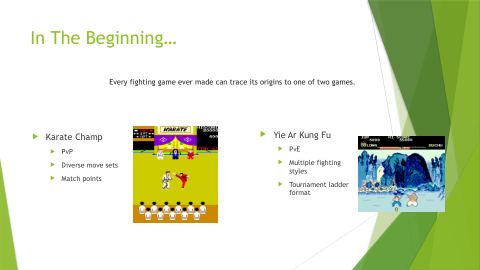 In The Beginning…
Every fighting game ever made can trace its origins to one of two games.
Karate Champ
PvP
Diverse move sets
Match points
KARATE
Yie Ar Kung Fu
PvE
Multiple fighting
styles
Tournament ladder
format